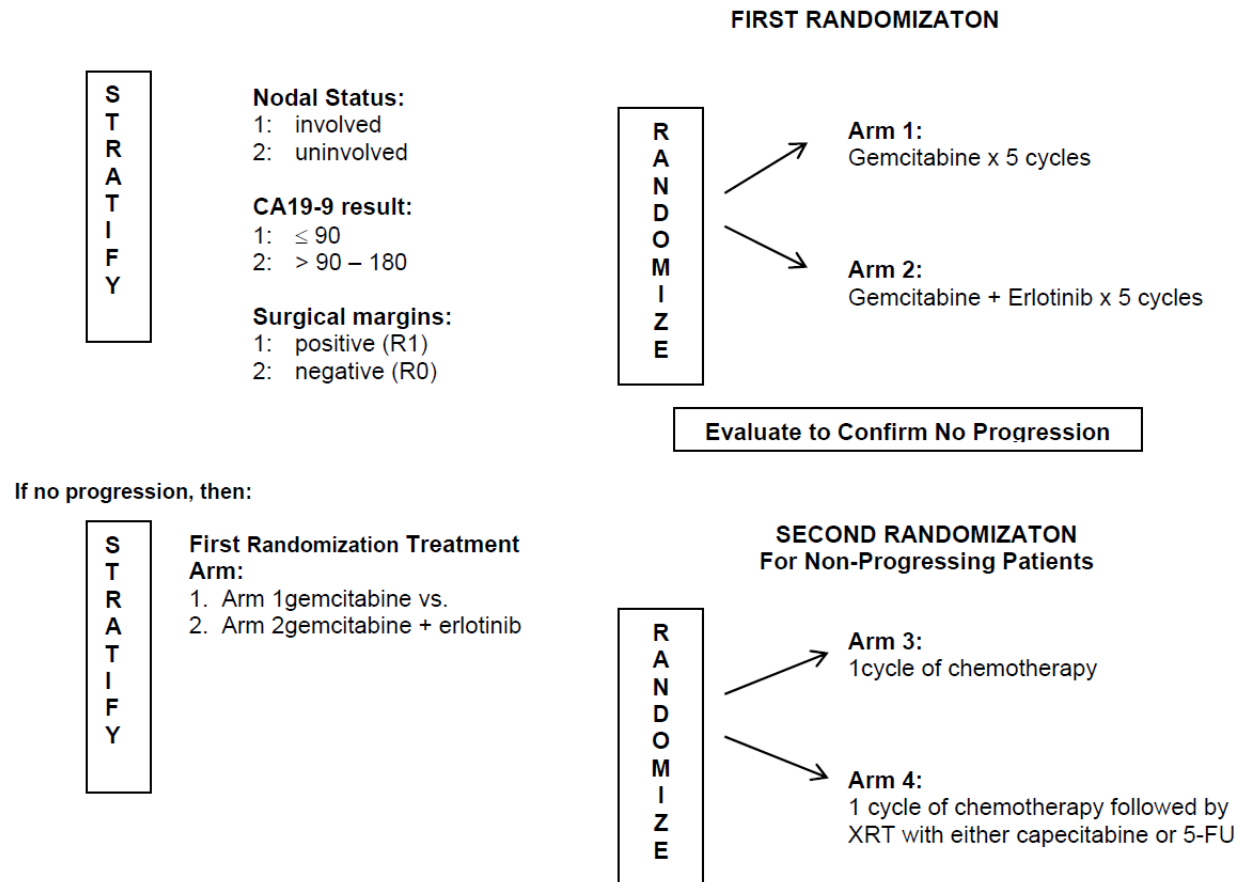 FIRST RANDOMIZATON
STRATIFY
Nodal Status:
1: involved
2: uninvolved
CA19-9 result:
1: ≤ 90
2: > 90 – 180
Surgical margins:
1: positive (R1)
2: negative (R0)
RANDOMIZE
Arm 1:
Gemcitabine x 5 cycles
Arm 2:
Gemcitabine + Erlotinib x 5 cycles
Evaluate to Confirm No Progression
If no progression, then:
STRATIFY
First Randomization Treatment
Arm:
1. Arm 1gemcitabine vs.
2. Arm 2gemcitabine + erlotinib
SECOND RANDOMIZATON
For Non-Progressing Patients
RANDOMIZE
Arm 3:
1cycle of chemotherapy
Arm 4:
1 cycle of chemotherapy followed by
XRT with either capecitabine or 5-FU